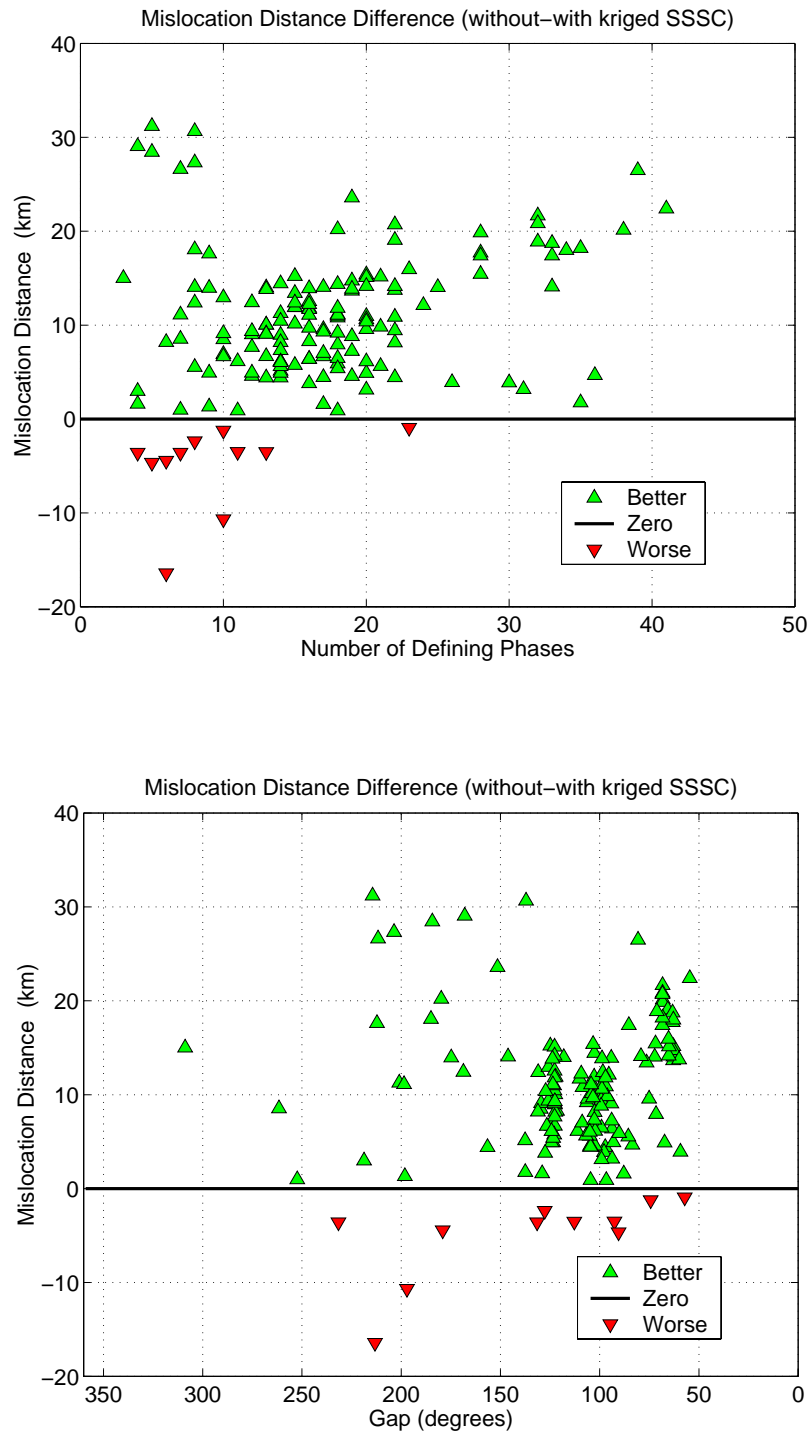 Mislocation Distance Difference (without−with kriged SSSC)
40
30
20
10
0
−10
−20
Mislocation Distance (km)
Better
Zero
Worse
0 10 20 30 40 50
Number of Defining Phases
Mislocation Distance Difference (without−with kriged SSSC)
40
30
20
10
0
−10
−20
Mislocation Distance (km)
Better
Zero
Worse
350 300 250 200 150 100 50 0
Gap (degrees)